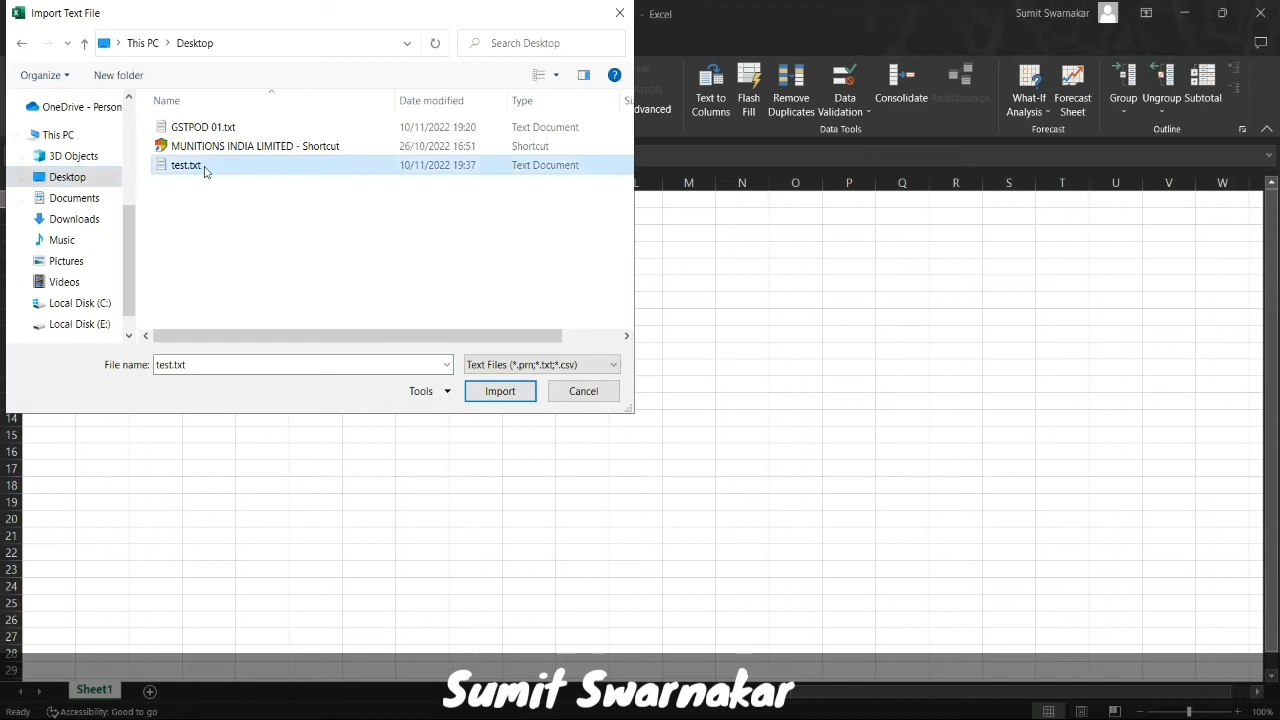 Import Text File
- Excel
Sumit Swarnakar
This PC
Desktop
Search Desktop
Organize
New folder
OneDrive - Person
This PC
3D Objects
Desktop
Documents
Downloads
Music
Pictures
Videos
Local Disk (C:)
Local Disk (E:)
Name
Date modified
Type
GSTPOD 01.txt
10/11/2022 19:20
Text Document
MUNITIONS INDIA LIMITED - Shortcut
26/10/2022 16:51
Shortcut
test.txt
10/11/2022 19:37
Text Document
File name:
test.txt
Text Files (*.prn;*.txt;*.csv)
Tools
Import
Cancel
Text to Columns
Flash Fill
Remove Duplicates
Data Validation
Consolidate
Relationships
What-If Analysis
Forecast Sheet
Group
Ungroup
Subtotal
Data Tools
Forecast
Outline
L M N O P Q R S T U V W
14
15
16
17
18
19
20
21
22
23
24
25
26
27
28
29
Sheet1
Sumit Swarnakar
Ready
Accessibility: Good to go
100%